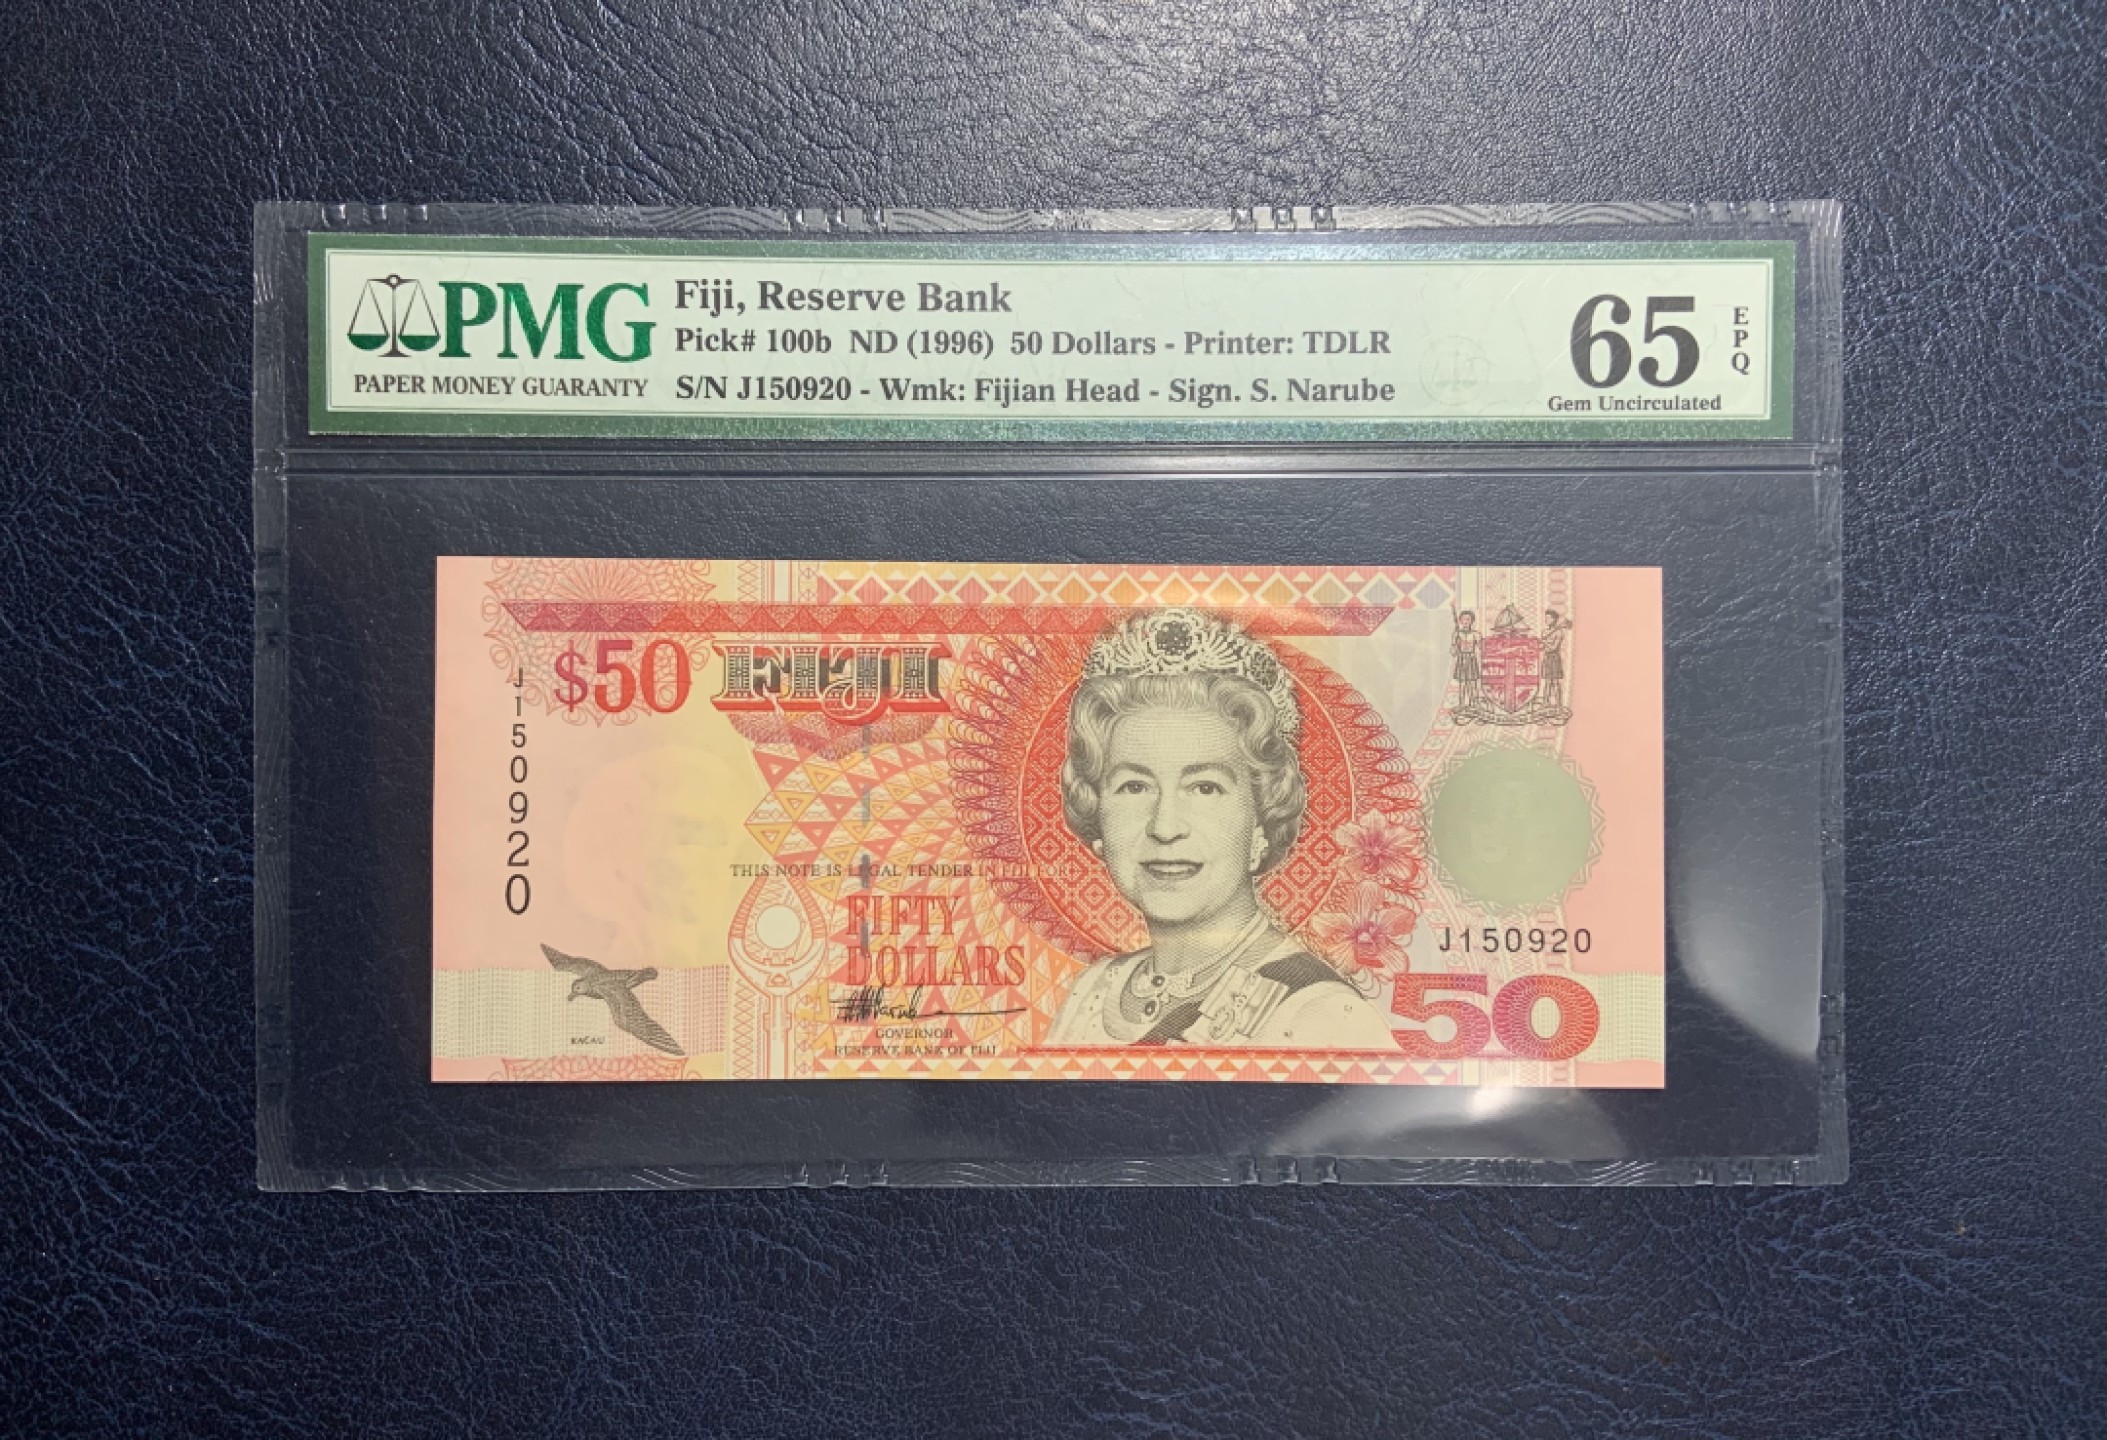 PMG
PAPER MONEY GUARANTY
Fiji, Reserve Bank
Pick# 100b ND (1996) 50 Dollars - Printer: TDLR
S/N J150920 - Wmk: Fijian Head - Sign. S. Narube
65
EPQ
Gem Uncirculated
$50 FIJI
J150920
THIS NOTE IS LEGAL TENDER IN FIJI FOR
FIFTY
DOLLARS
GOVERNOR
RESERVE BANK OF FIJI
KACAU
J150920
50